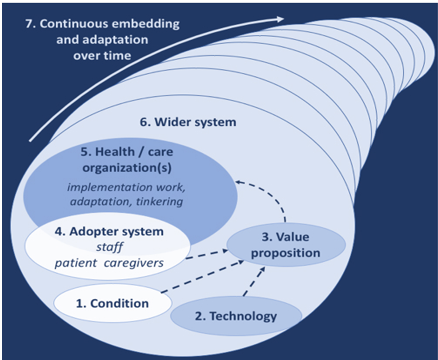 7. Continuous embedding
and adaptation
over time
6. Wider system
5. Health / care
organization(s)
implementation work,
adaptation, tinkering
4. Adopter system
staff
patient caregivers
3. Value
proposition
1. Condition
2. Technology